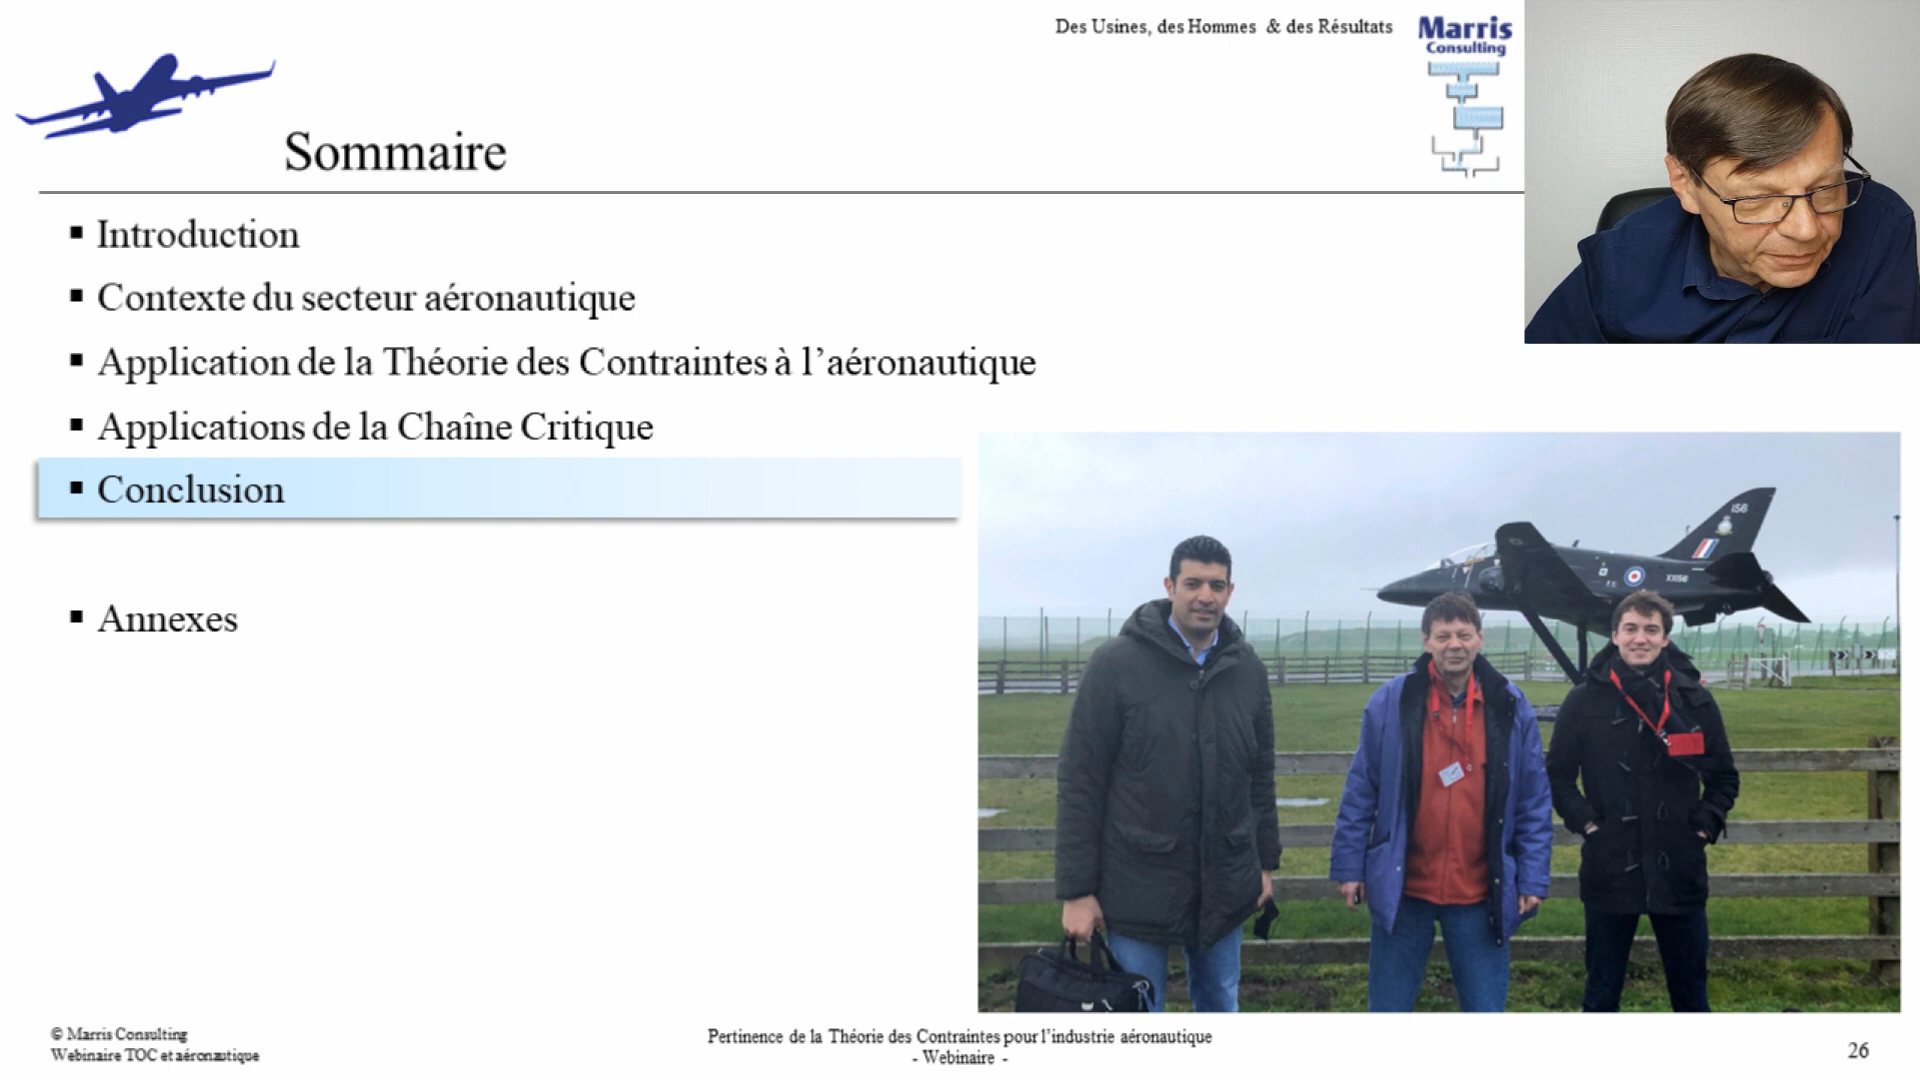 Des Usines, des Hommes & des Résultats
Marris
Consulting
Sommaire
▪ Introduction
▪ Contexte du secteur aéronautique
▪ Application de la Théorie des Contraintes à l’aéronautique
▪ Applications de la Chaîne Critique
▪ Conclusion
▪ Annexes
156
XX156
© Marris Consulting
Webinaire TOC et aéronautique
Pertinence de la Théorie des Contraintes pour l’industrie aéronautique
- Webinaire -
26